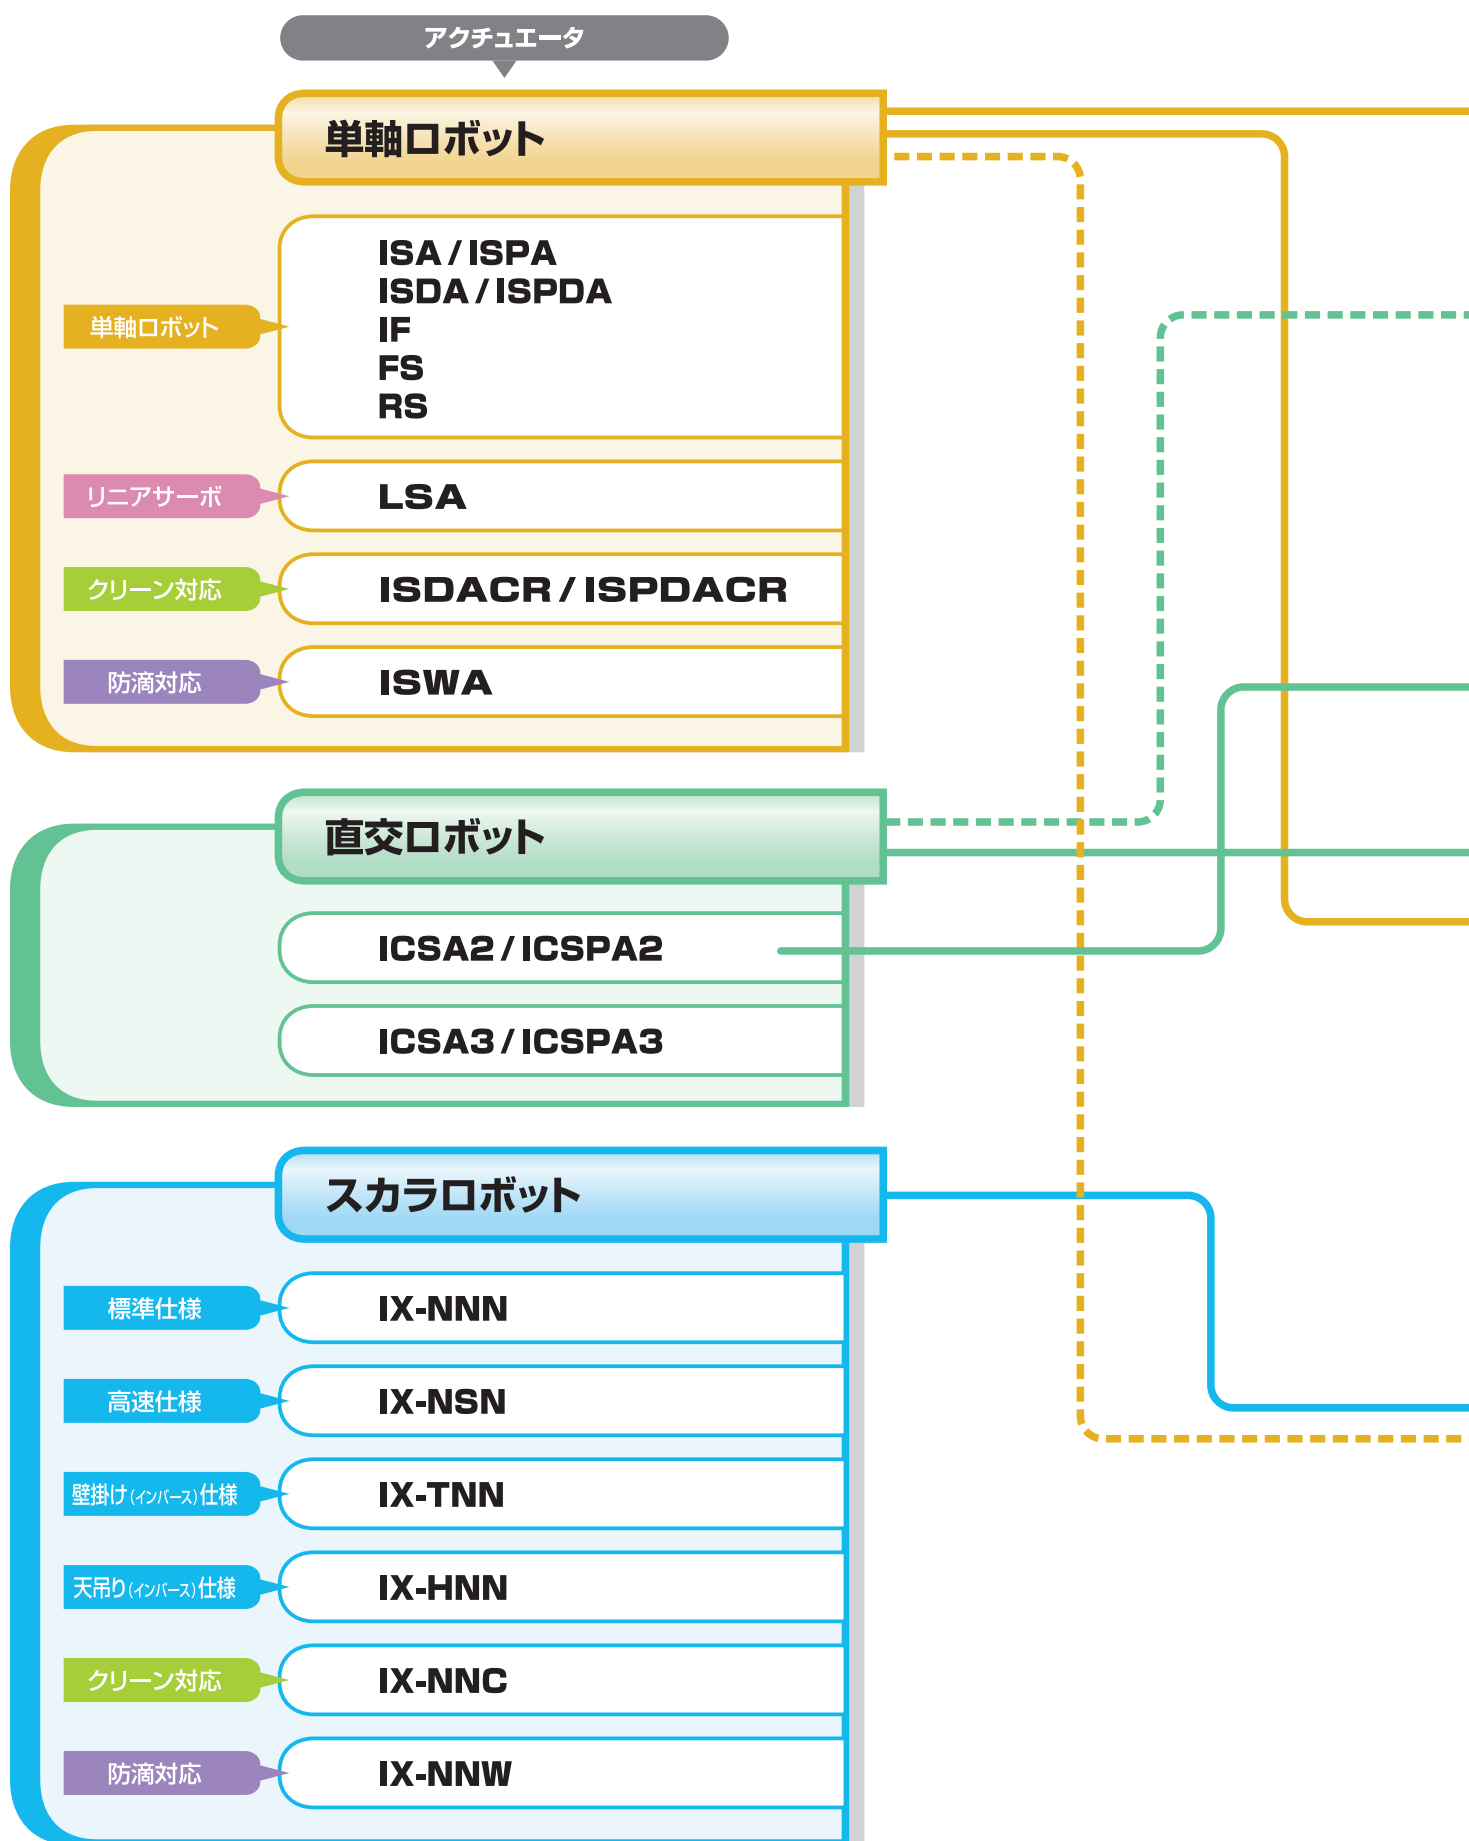 アクチュエータ
単軸ロボット
単軸ロボット
ISA / ISPA
ISDA / ISPDA
IF
FS
RS
リニアサーボ
LSA
クリーン対応
ISDACR / ISPDACR
防滴対応
ISWA
直交ロボット
ICSA2 / ICSPA2
ICSA3 / ICSPA3
スカラロボット
標準仕様
IX-NNN
高速仕様
IX-NSN
壁掛け(インバース)仕様
IX-TNN
天吊り(インバース)仕様
IX-HNN
クリーン対応
IX-NNC
防滴対応
IX-NNW